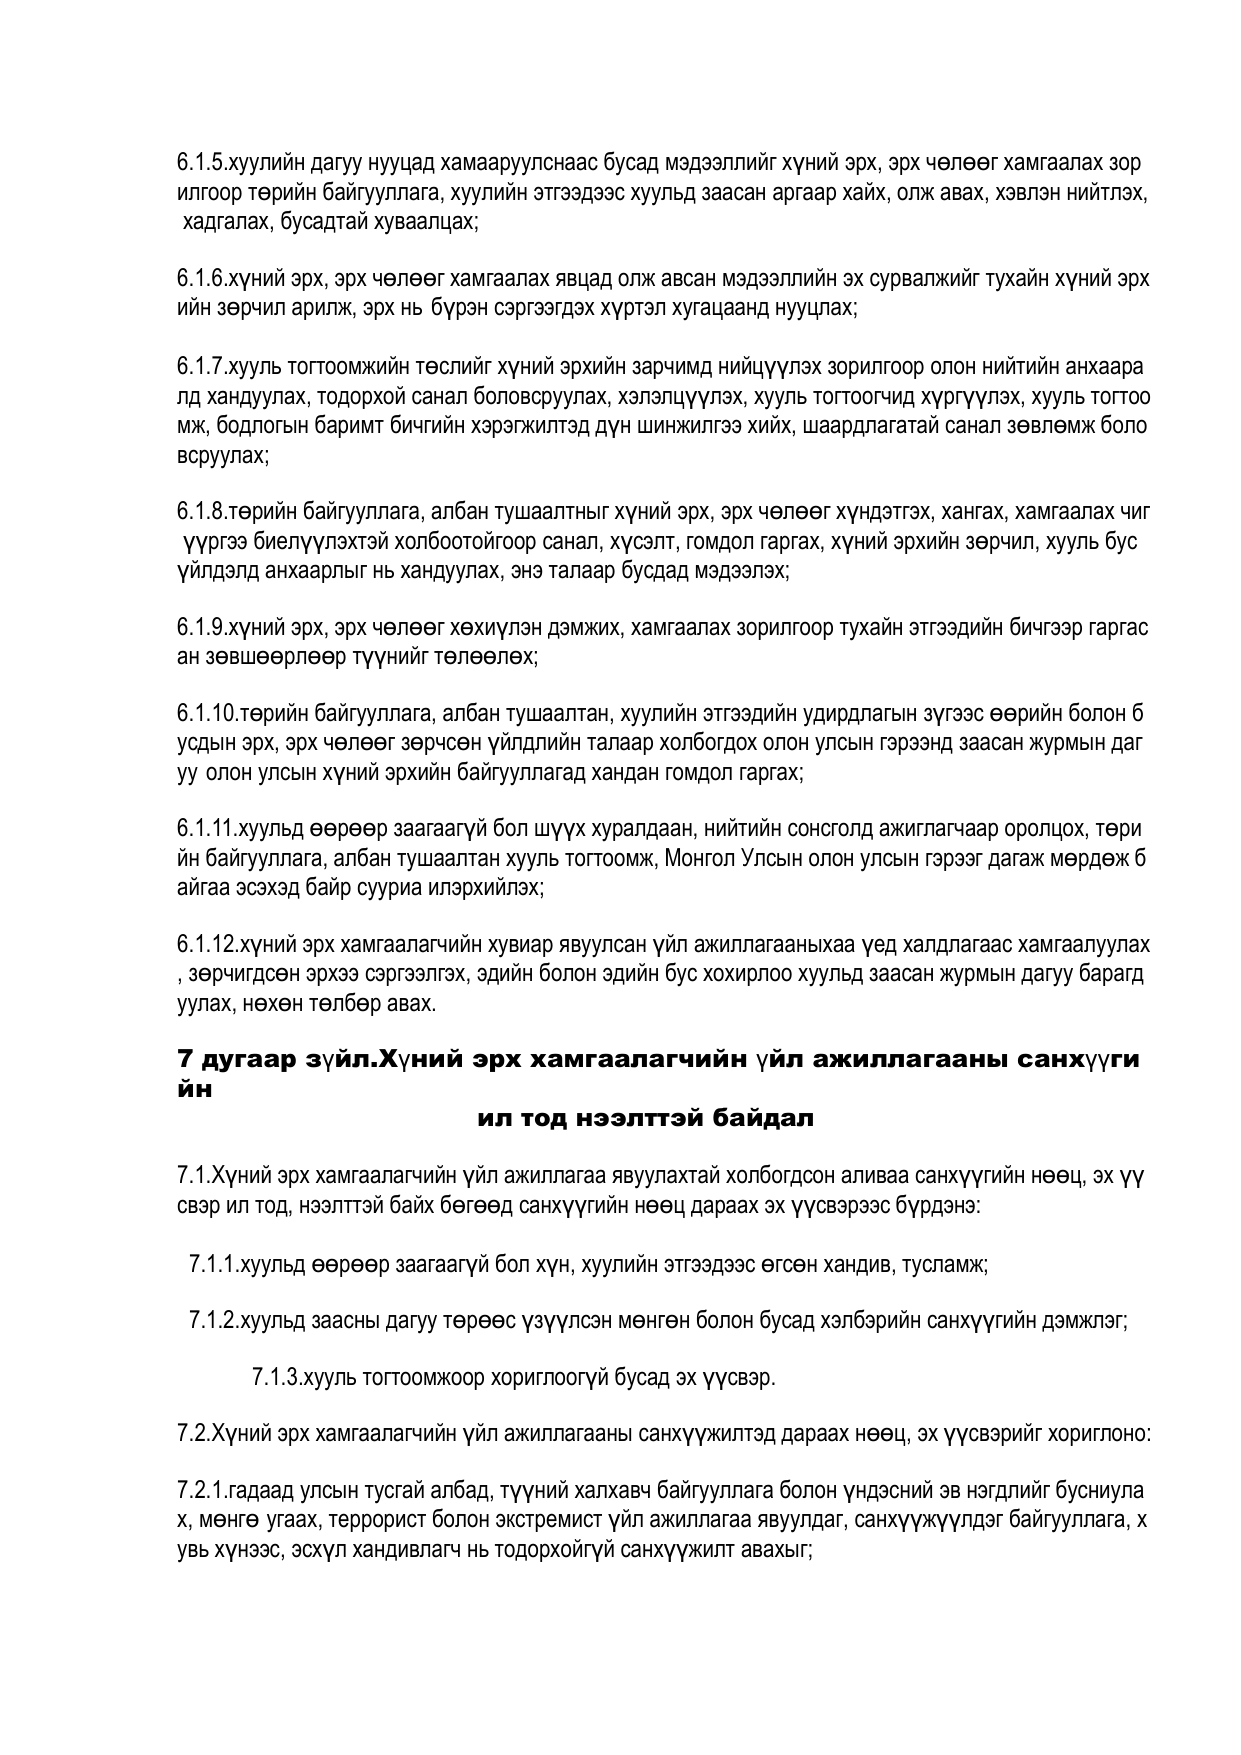 6.1.5.хуулийн дагуу нууцад хамааруулснаас бусад мэдээллийг хүний эрх, эрх чөлөөг хамгаалах зор
илгоор төрийн байгууллага, хуулийн этгээдээс хуульд заасан аргаар хайх, олж авах, хэвлэн нийтлэх,
хадгалах, бусадтай хуваалцах;
6.1.6.хүний эрх, эрх чөлөөг хамгаалах явцад олж авсан мэдээллийн эх сурвалжийг тухайн хүний эрх
ийн зөрчил арилж, эрх нь бүрэн сэргээгдэх хүртэл хугацаанд нууцлах;
6.1.7.хууль тогтоомжийн төслийг хүний эрхийн зарчимд нийцүүлэх зорилгоор олон нийтийн анхаара
лд хандуулах, тодорхой санал боловсруулах, хэлэлцүүлэх, хууль тогтоогчид хүргүүлэх, хууль тогтоо
мж, бодлогын баримт бичгийн хэрэгжилтэд дүн шинжилгээ хийх, шаардлагатай санал зөвлөмж боло
всруулах;
6.1.8.төрийн байгууллага, албан тушаалтныг хүний эрх, эрх чөлөөг хүндэтгэх, хангах, хамгаалах чиг
үүргээ биелүүлэхтэй холбоотойгоор санал, хүсэлт, гомдол гаргах, хүний эрхийн зөрчил, хууль бус
үйлдэлд анхаарлыг нь хандуулах, энэ талаар бусдад мэдээлэх;
6.1.9.хүний эрх, эрх чөлөөг хөхиүлэн дэмжих, хамгаалах зорилгоор тухайн этгээдийн бичгээр гаргас
ан зөвшөөрлөөр түүнийг төлөөлөх;
6.1.10.төрийн байгууллага, албан тушаалтан, хуулийн этгээдийн удирдлагын зүгээс өөрийн болон б
усдын эрх, эрх чөлөөг зөрчсөн үйлдлийн талаар холбогдох олон улсын гэрээнд заасан журмын даг
уу олон улсын хүний эрхийн байгууллагад хандан гомдол гаргах;
6.1.11.хуульд өөрөөр заагаагүй бол шүүх хуралдаан, нийтийн сонсголд ажиглагчаар оролцох, төри
йн байгууллага, албан тушаалтан хууль тогтоомж, Монгол Улсын олон улсын гэрээг дагаж мөрдөж б
айгаа эсэхэд байр сууриа илэрхийлэх;
6.1.12.хүний эрх хамгаалагчийн хувиар явуулсан үйл ажиллагааныхаа үед халдлагаас хамгаалуулах
, зөрчигдсөн эрхээ сэргээлгэх, эдийн болон эдийн бус хохирлоо хуульд заасан журмын дагуу барагд
уулах, нөхөн төлбөр авах.
7 дугаар зүйл.Хүний эрх хамгаалагчийн үйл ажиллагааны санхүүги
йн
ил тод нээлттэй байдал
7.1.Хүний эрх хамгаалагчийн үйл ажиллагаа явуулахтай холбогдсон аливаа санхүүгийн нөөц, эх үү
свэр ил тод, нээлттэй байх бөгөөд санхүүгийн нөөц дараах эх үүсвэрээс бүрдэнэ:
7.1.1.хуульд өөрөөр заагаагүй бол хүн, хуулийн этгээдээс өгсөн хандив, тусламж;
7.1.2.хуульд заасны дагуу төрөөс үзүүлсэн мөнгөн болон бусад хэлбэрийн санхүүгийн дэмжлэг;
7.1.3.хууль тогтоомжоор хориглоогүй бусад эх үүсвэр.
7.2.Хүний эрх хамгаалагчийн үйл ажиллагааны санхүүжилтэд дараах нөөц, эх үүсвэрийг хориглоно:
7.2.1.гадаад улсын тусгай албад, түүний халхавч байгууллага болон үндэсний эв нэгдлийг бусниула
х, мөнгө угаах, террорист болон экстремист үйл ажиллагаа явуулдаг, санхүүжүүлдэг байгууллага, х
увь хүнээс, эсхүл хандивлагч нь тодорхойгүй санхүүжилт авахыг;